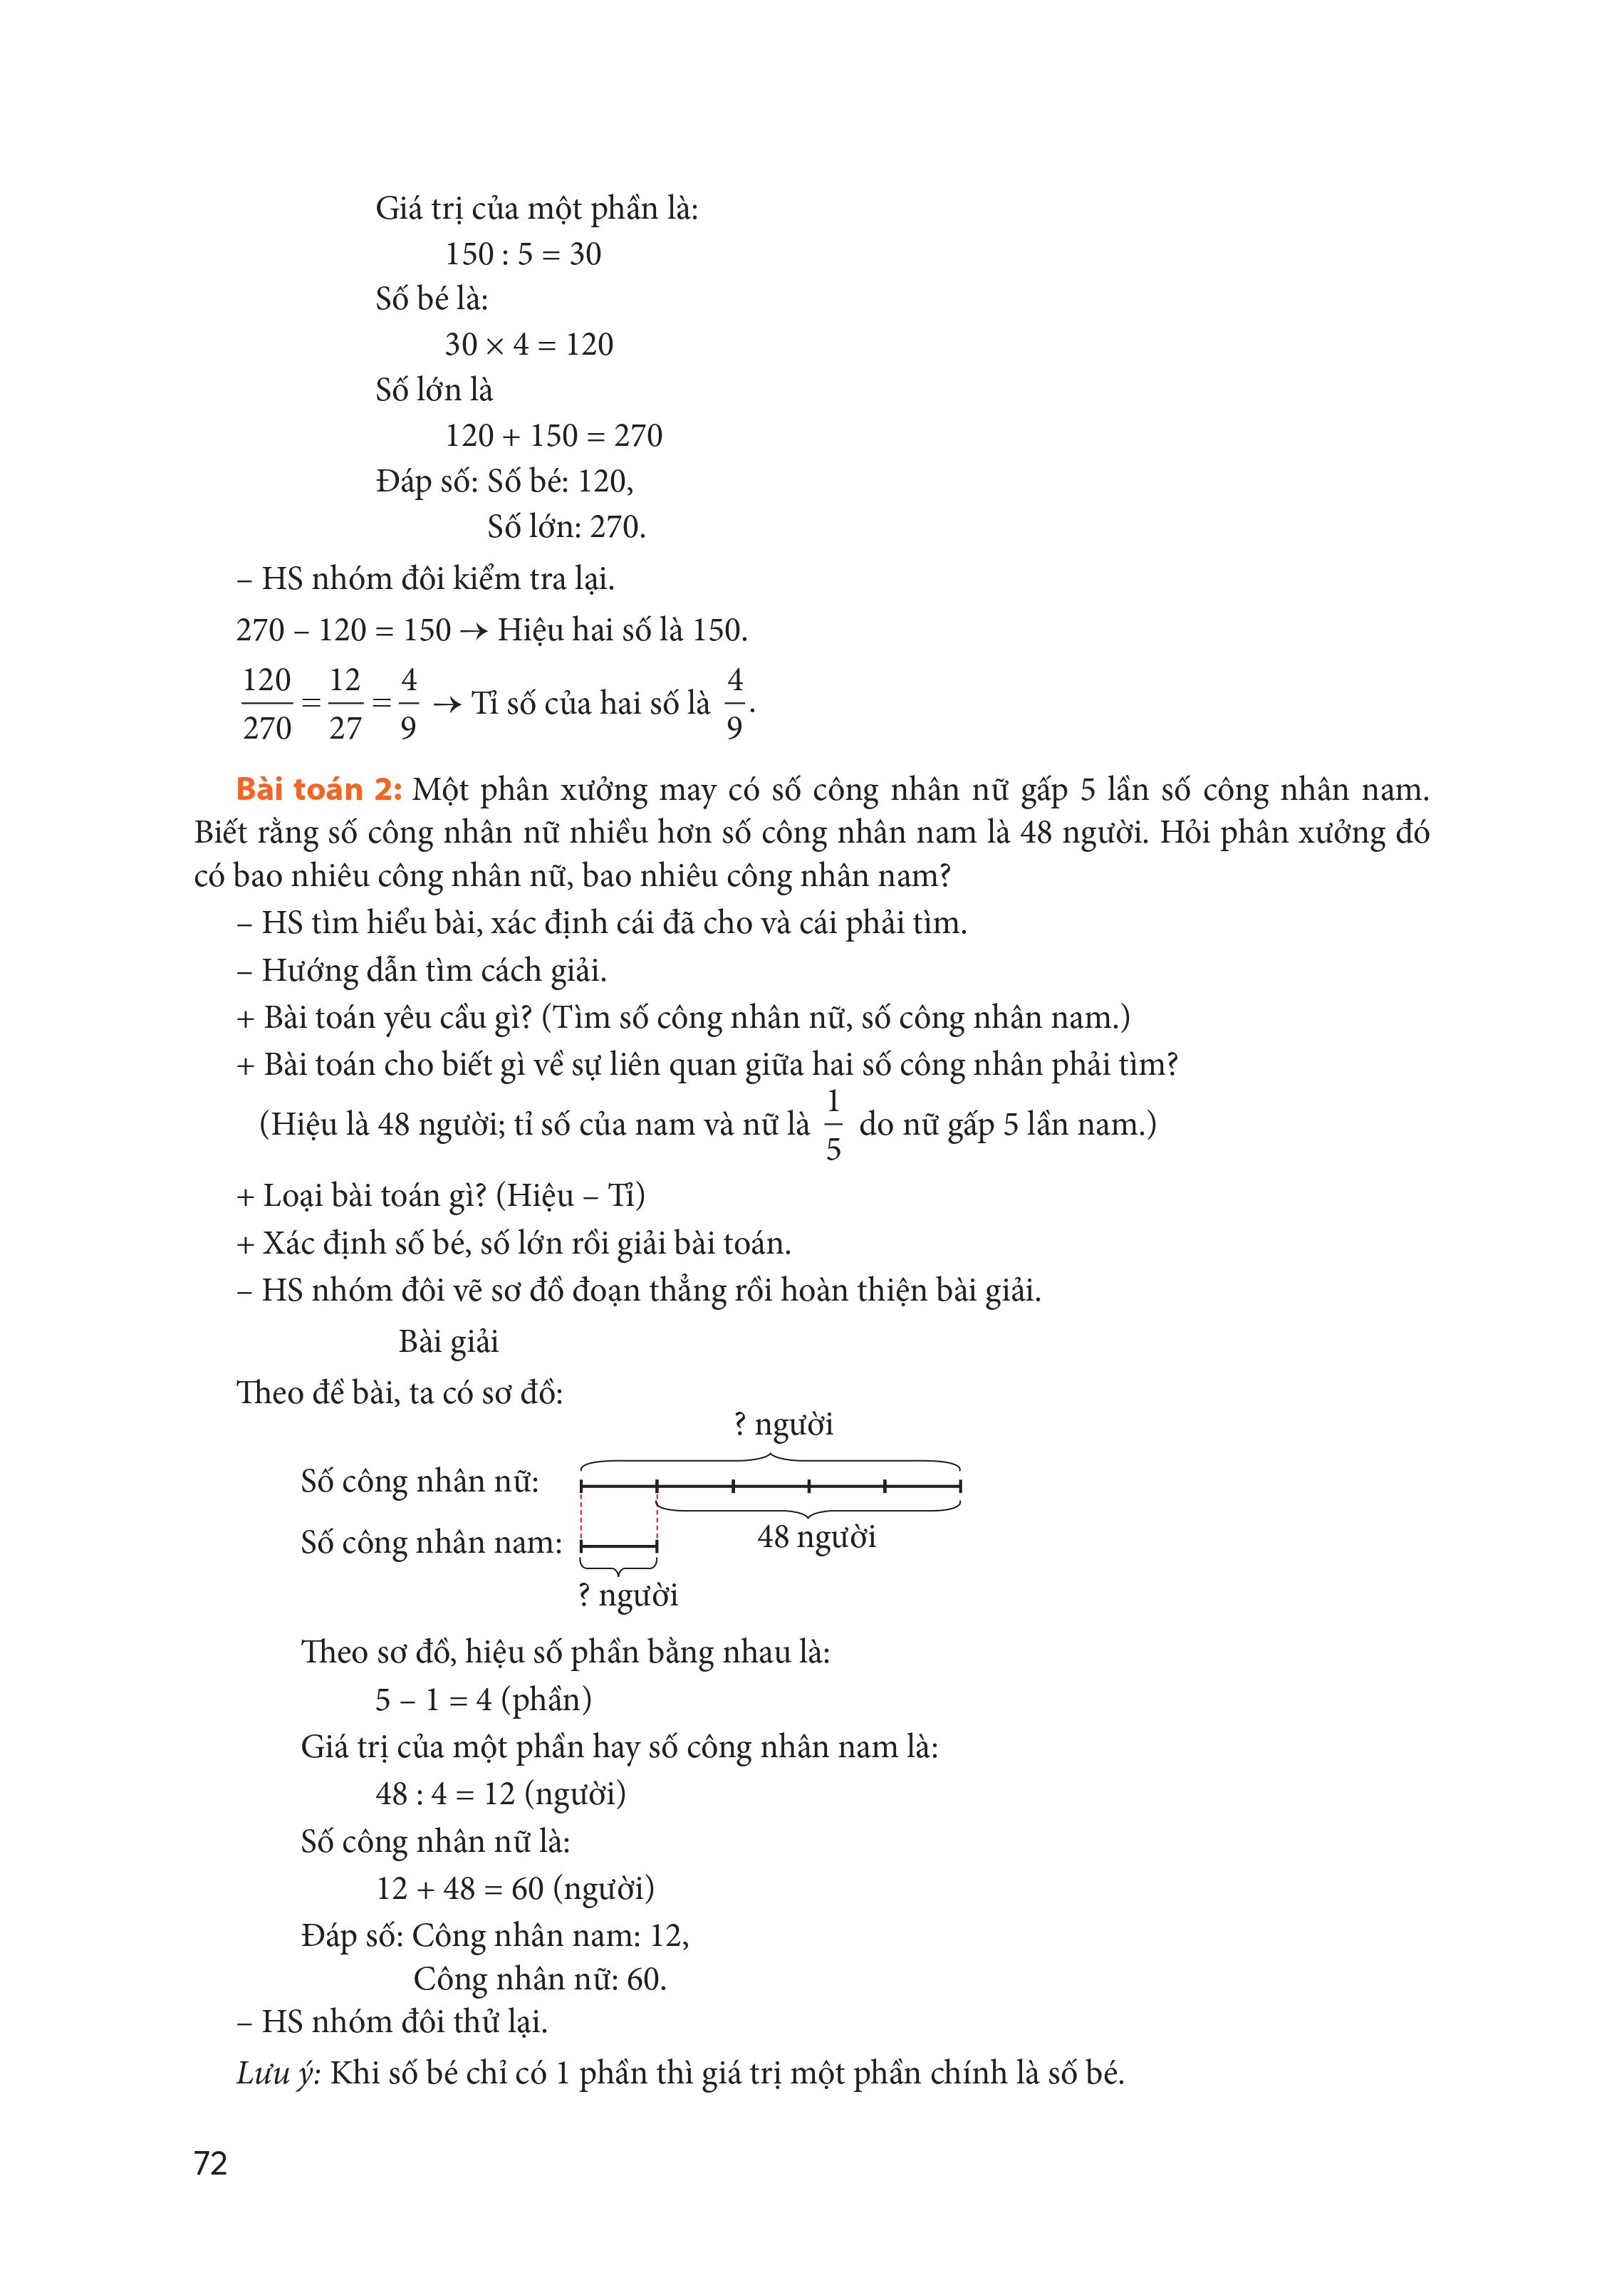 Giá trị của một phần là:
150 : 5 = 30
Số bé là:
30 × 4 = 120
Số lớn là
120 + 150 = 270
Đáp số: Số bé: 120,
Số lớn: 270.
– HS nhóm đôi kiểm tra lại.
270 – 120 = 150 → Hiệu hai số là 150.
120/270 = 12/27 = 4/9 → Tỉ số của hai số là 4/9.
Bài toán 2: Một phân xưởng may có số công nhân nữ gấp 5 lần số công nhân nam.
Biết rằng số công nhân nữ nhiều hơn số công nhân nam là 48 người. Hỏi phân xưởng đó
có bao nhiêu công nhân nữ, bao nhiêu công nhân nam?
– HS tìm hiểu bài, xác định cái đã cho và cái phải tìm.
– Hướng dẫn tìm cách giải.
+ Bài toán yêu cầu gì? (Tìm số công nhân nữ, số công nhân nam.)
+ Bài toán cho biết gì về sự liên quan giữa hai số công nhân phải tìm?
(Hiệu là 48 người; tỉ số của nam và nữ là 1/5 do nữ gấp 5 lần nam.)
+ Loại bài toán gì? (Hiệu – Tỉ)
+ Xác định số bé, số lớn rồi giải bài toán.
– HS nhóm đôi vẽ sơ đồ đoạn thẳng rồi hoàn thiện bài giải.
Bài giải
Theo đề bài, ta có sơ đồ:
? người
Số công nhân nữ:
Số công nhân nam:
48 người
? người
Theo sơ đồ, hiệu số phần bằng nhau là:
5 – 1 = 4 (phần)
Giá trị của một phần hay số công nhân nam là:
48 : 4 = 12 (người)
Số công nhân nữ là:
12 + 48 = 60 (người)
Đáp số: Công nhân nam: 12,
Công nhân nữ: 60.
– HS nhóm đôi thử lại.
Lưu ý: Khi số bé chỉ có 1 phần thì giá trị một phần chính là số bé.
72